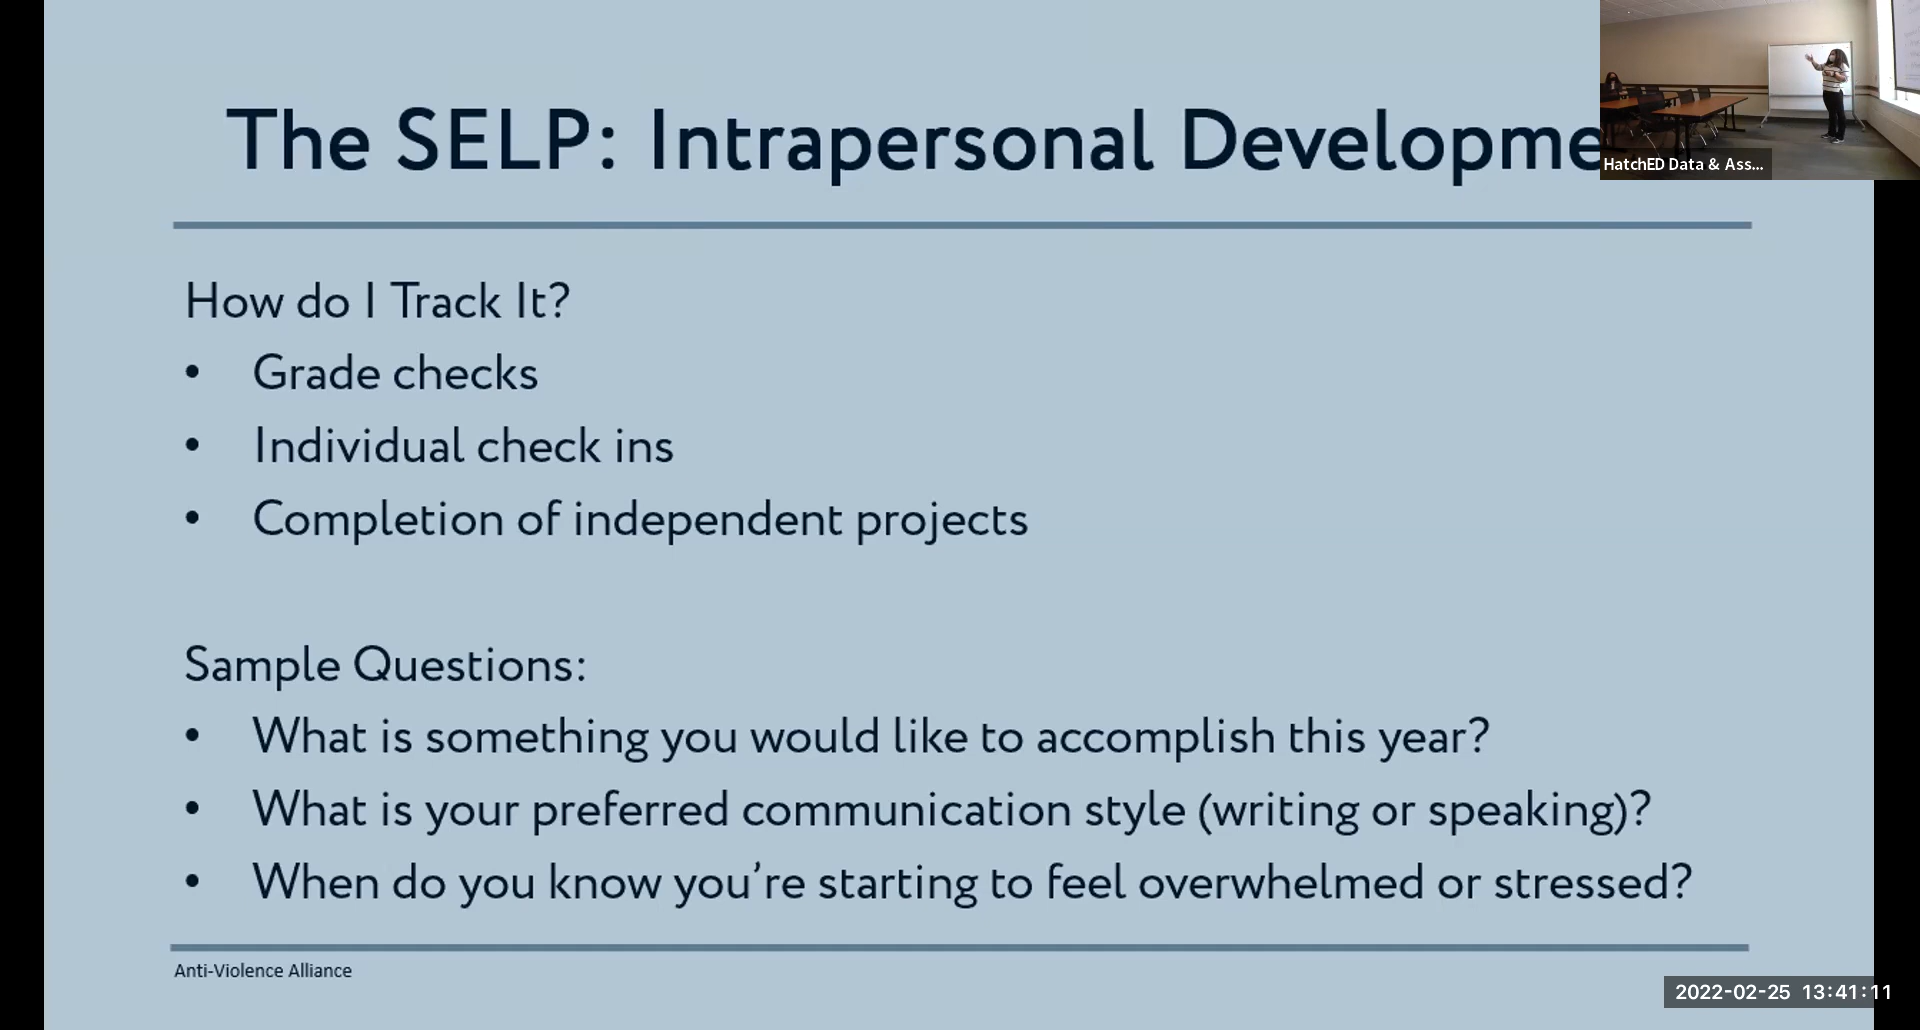 The SELP: Intrapersonal Developme
HatchED Data & Ass...
How do I Track It?
• Grade checks
• Individual check ins
• Completion of independent projects
Sample Questions:
• What is something you would like to accomplish this year?
• What is your preferred communication style (writing or speaking)?
• When do you know you’re starting to feel overwhelmed or stressed?
Anti-Violence Alliance
2022-02-25 13:41:11